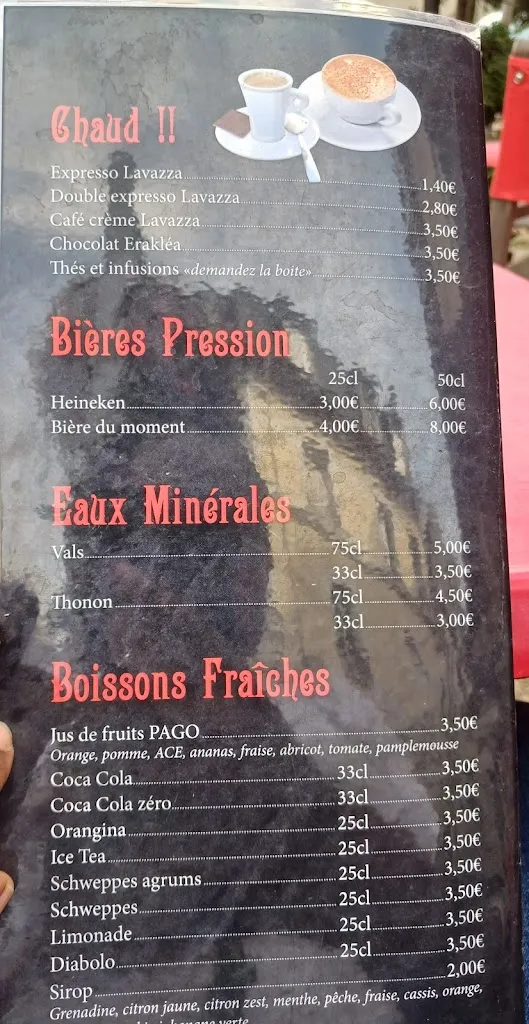 Chaud !!
Expresso Lavazza 1,40€
Double expresso Lavazza 2,80€
Café crème Lavazza 3,50€
Chocolat Erakléa 3,50€
Thés et infusions «demandez la boite» 3,50€
Bières Pression
25cl 50cl
Heineken 3,00€ 6,00€
Bière du moment 4,00€ 8,00€
Eaux Minérales
Vals 75cl 5,00€
33cl 3,50€
Thonon 75cl 4,50€
33cl 3,00€
Boissons Fraîches
Jus de fruits PAGO 3,50€
Orange, pomme, ACE, ananas, fraise, abricot, tomate, pamplemousse
Coca Cola 33cl 3,50€
Coca Cola zéro 33cl 3,50€
Orangina 25cl 3,50€
Ice Tea 25cl 3,50€
Schweppes agrums 25cl 3,50€
Schweppes 25cl 3,50€
Limonade 25cl 3,50€
Diabolo 25cl 3,50€
Sirop 2,00€
Grenadine, citron jaune, citron zest, menthe, pêche, fraise, cassis, orange,
banane verte